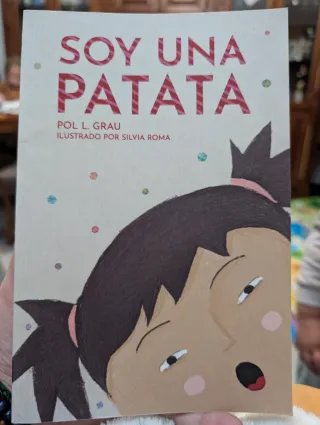 SOY UNA
PATATA
POL L. GRAU
ILUSTRADO POR SILVIA ROMA